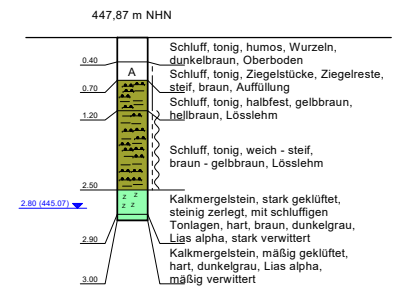 447,87 m NHN
Schluff, tonig, humos, Wurzeln,
0.40 dunkelbraun, Oberboden
A Schluff, tonig, Ziegelstücke, Ziegelreste,
0.70 steif, braun, Auffüllung
Schluff, tonig, halbfest, gelbbraun,
1.20 hellbraun, Lösslehm
Schluff, tonig, weich - steif,
braun - gelbbraun, Lösslehm
2.50
z z Kalkmergelstein, stark geklüftet,
2.80 (445.07) z z steinig zerlegt, mit schluffigen
Tonlagen, hart, braun, dunkelgrau,
2.90 Lias alpha, stark verwittert
Kalkmergelstein, mäßig geklüftet,
hart, dunkelgrau, Lias alpha,
3.00 mäßig verwittert